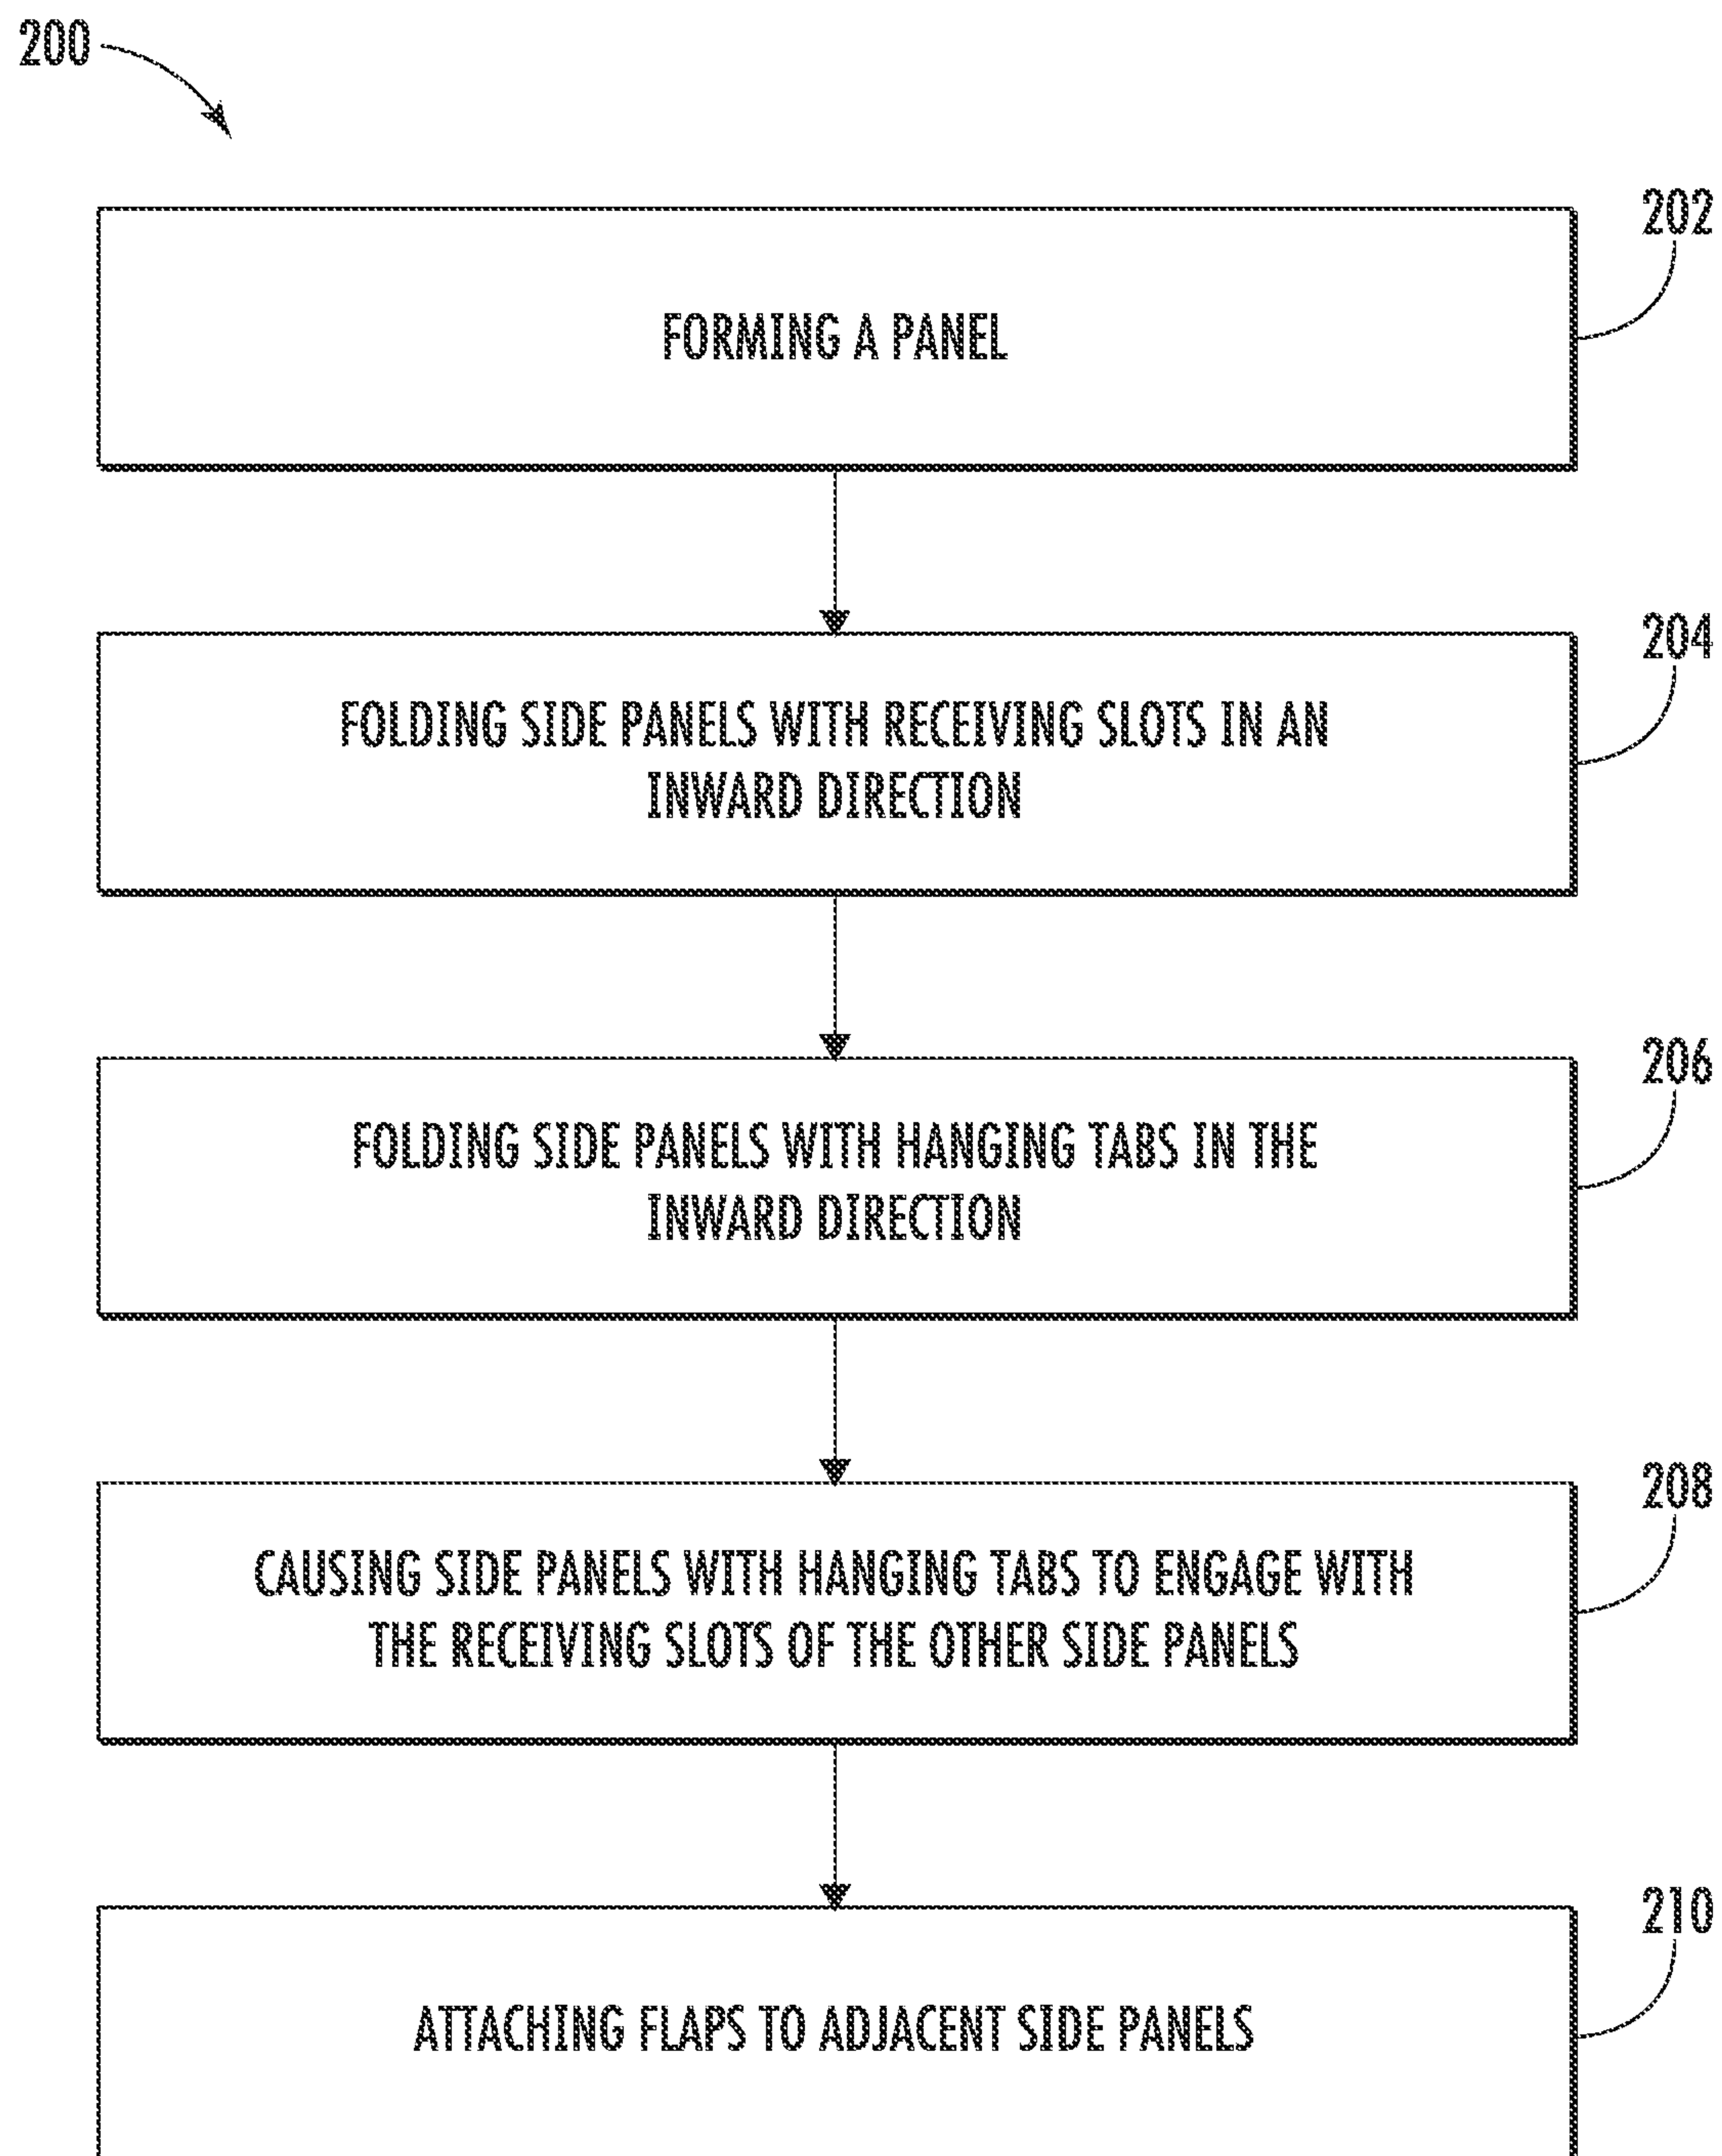 200
202
FORMING A PANEL
204
FOLDING SIDE PANELS WITH RECEIVING SLOTS IN AN
INWARD DIRECTION
206
FOLDING SIDE PANELS WITH HANGING TABS IN THE
INWARD DIRECTION
208
CAUSING SIDE PANELS WITH HANGING TABS TO ENGAGE WITH
THE RECEIVING SLOTS OF THE OTHER SIDE PANELS
210
ATTACHING FLAPS TO ADJACENT SIDE PANELS